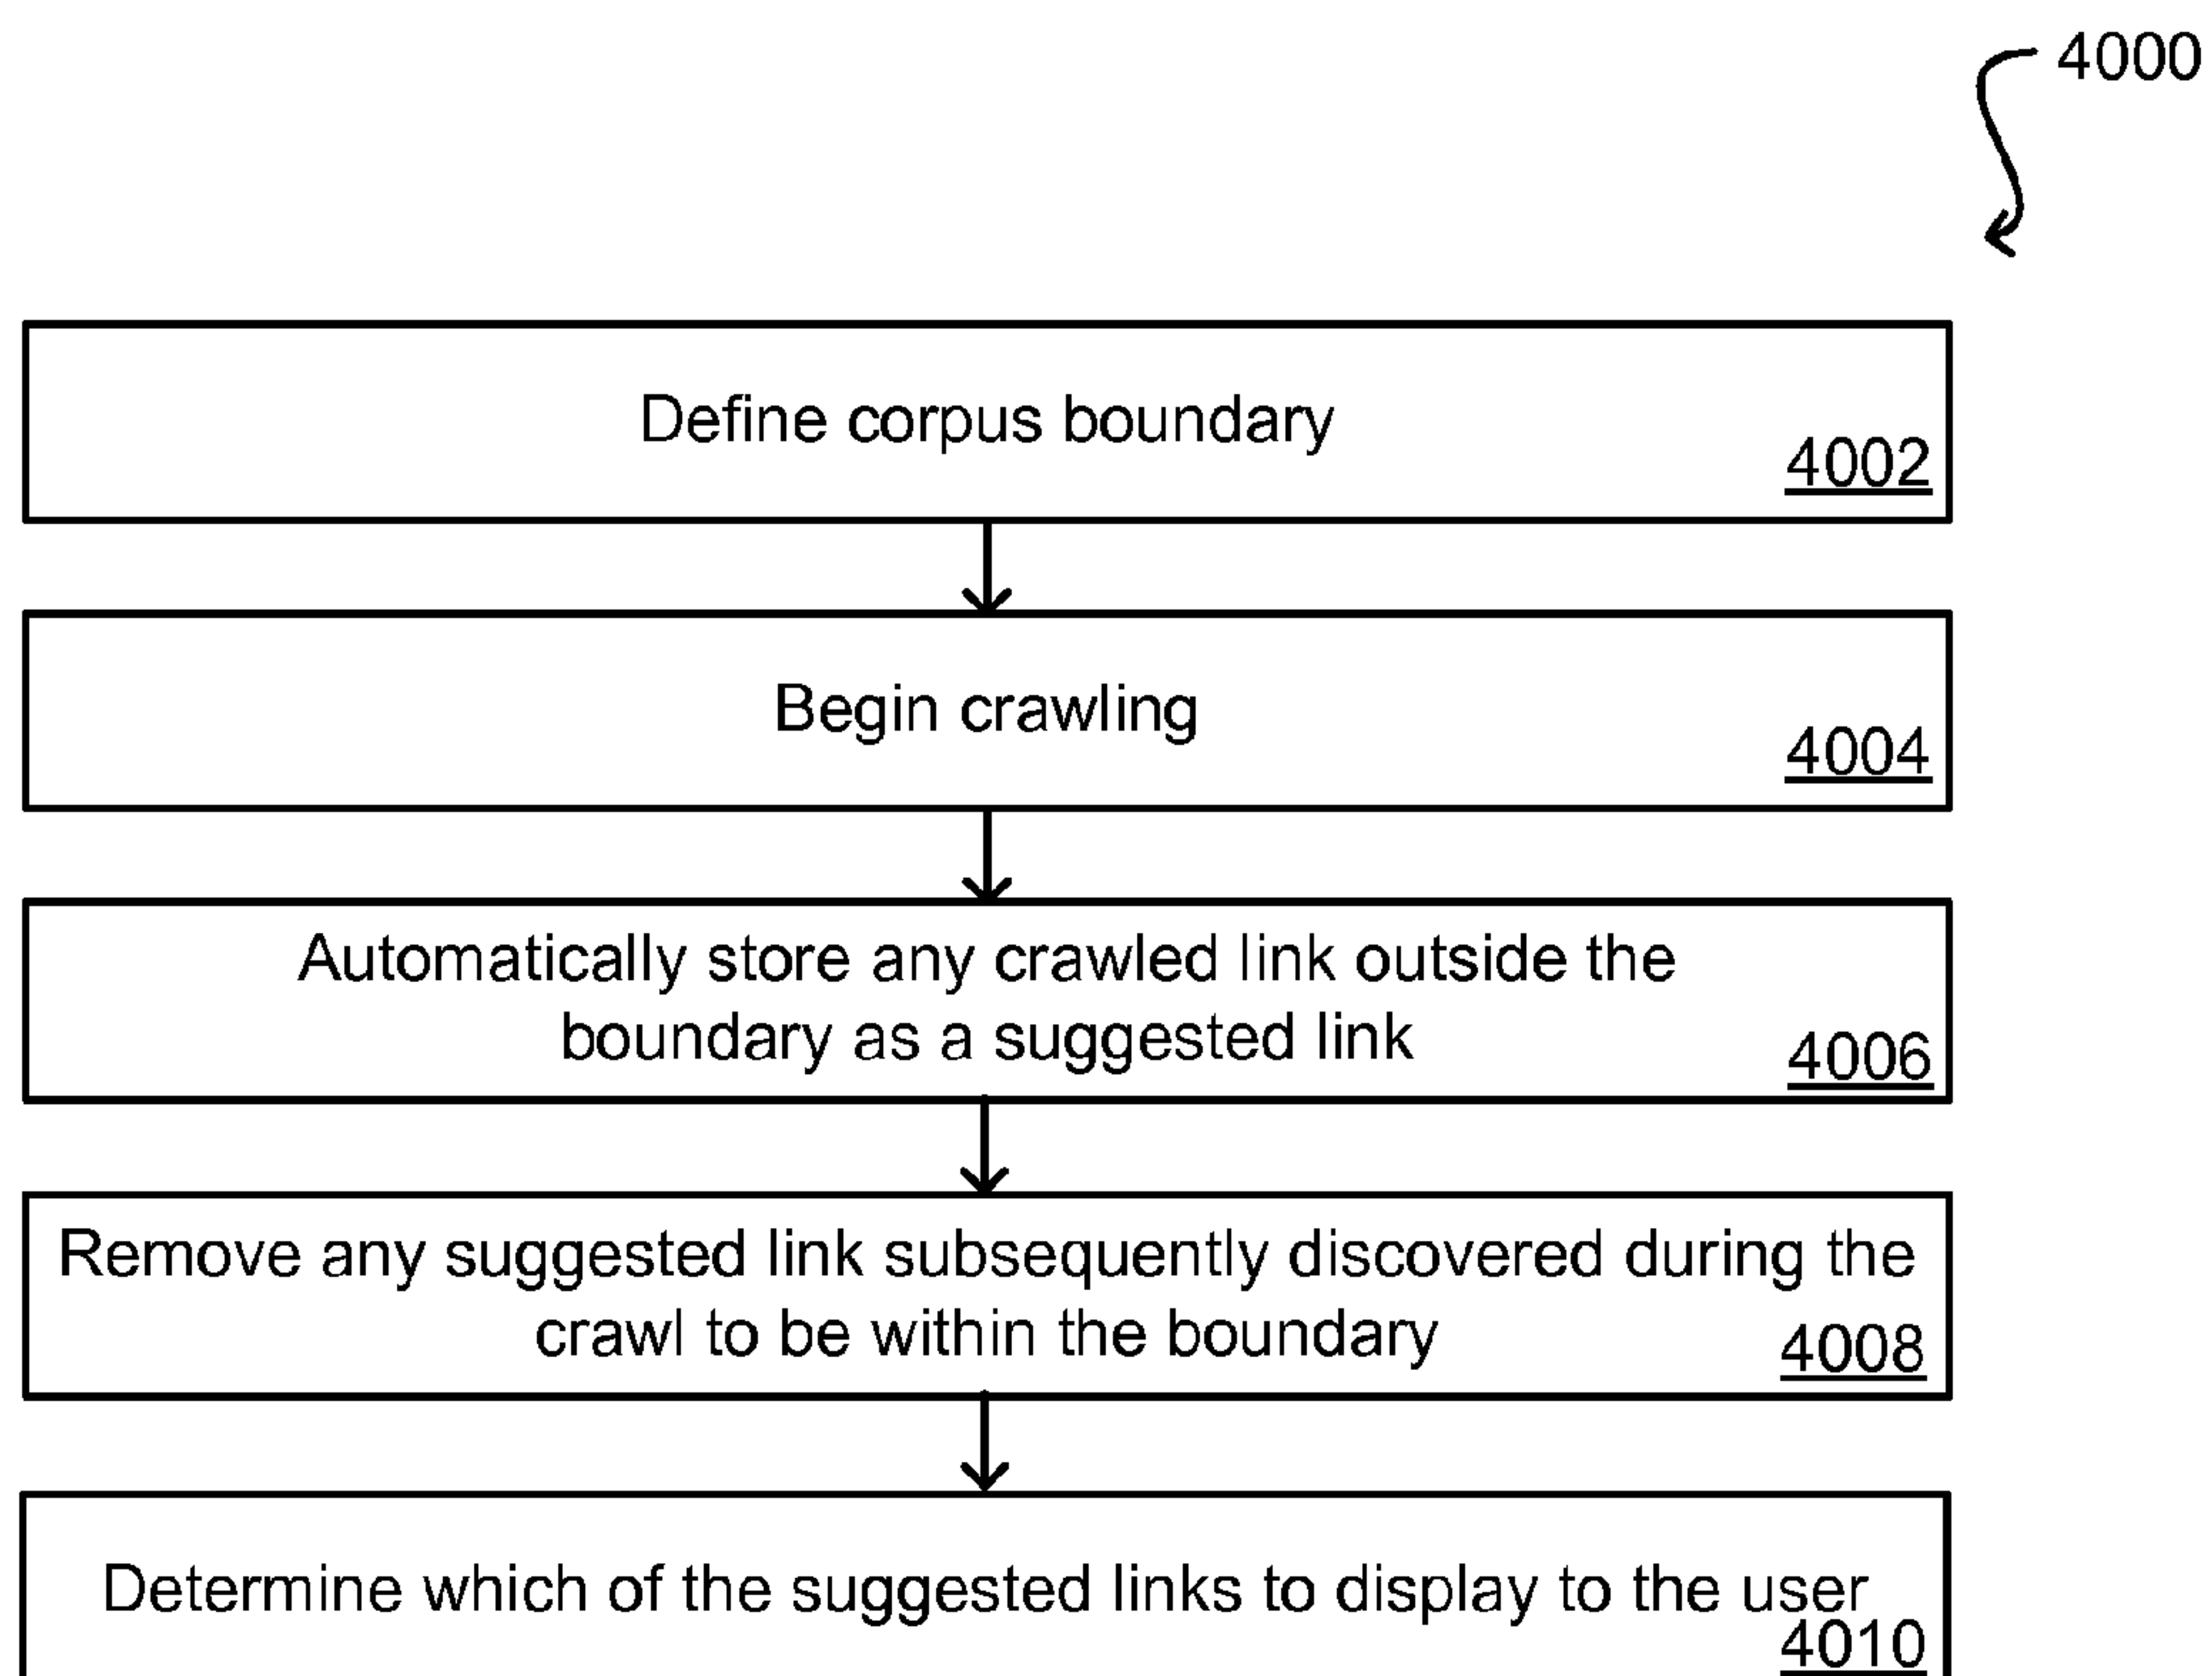 4000
Define corpus boundary
4002
Begin crawling
4004
Automatically store any crawled link outside the
boundary as a suggested link
4006
Remove any suggested link subsequently discovered during the
crawl to be within the boundary
4008
Determine which of the suggested links to display to the user
4010